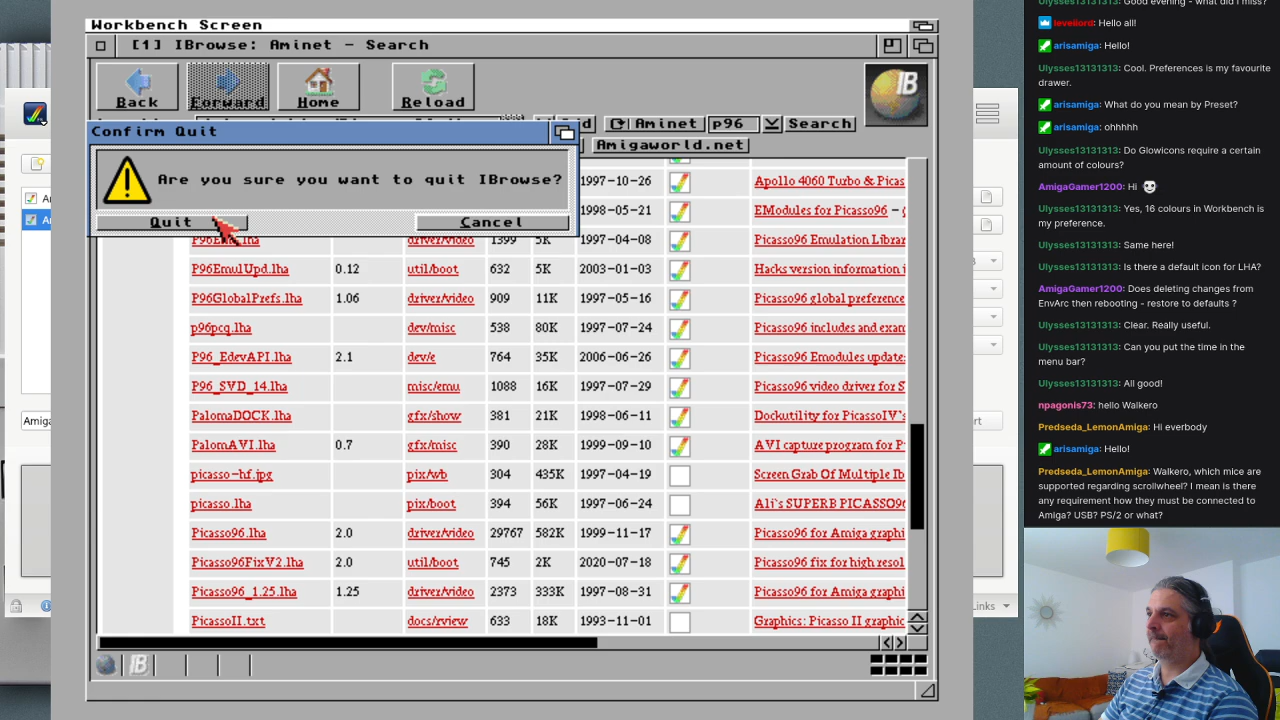 Workbench Screen
[1] IBrowse: Aminet – Search
Back
Forward
Home
Reload
Aminet
p96
Search
Amigaworld.net
Confirm Quit
Are you sure you want to quit IBrowse?
Quit
Cancel
1997-10-26 Apollo 4060 Turbo & Picas
1998-05-21 EModules for Picasso96 –
driver/video 1399 5K 1997-04-08 Picasso96 Emulation Librar
P96EmulUpd.lha 0.12 util/boot 632 5K 2003-01-03 Hacks version information i
P96GlobalPrefs.lha 1.06 driver/video 909 11K 1997-05-16 Picasso96 global preference
p96pcq.lha dev/misc 538 80K 1997-07-24 Picasso96 includes and exam
P96_EdevAPI.lha 2.1 dev/e 764 35K 2006-06-26 Picasso96 Emodules update
P96_SVD_14.lha misc/emu 1088 16K 1997-07-29 Picasso96 video driver for S
PalomaDOCK.lha gfx/show 381 21K 1998-06-11 Dockutility for PicassoIV's
PalomAVI.lha 0.7 gfx/misc 390 28K 1999-09-10 AVI capture program for P
picasso-hf.jpg pix/wb 304 435K 1997-04-19 Screen Grab Of Multiple Ib
picasso.lha pix/boot 394 56K 1997-06-24 Ali`s SUPERB PICASSO96
Picasso96.lha 2.0 driver/video 29767 582K 1999-11-17 Picasso96 for Amiga graphi
Picasso96FixV2.lha 2.0 util/boot 745 2K 2020-07-18 Picasso96 fix for high resol
Picasso96_1.25.lha 1.25 driver/video 2373 333K 1997-08-31 Picasso96 for Amiga graphi
PicassoII.txt docs/rview 633 18K 1993-11-01 Graphics: Picasso II graphic
IB
IB
Amiga
Links
Ulysses13131313: Good evening - what did I miss?
levellord: Hello all!
arisamiga: Hello!
Ulysses13131313: Cool. Preferences is my favourite
drawer.
arisamiga: What do you mean by Preset?
arisamiga: ohhhhh
Ulysses13131313: Do Glowicons require a certain
amount of colours?
AmigaGamer1200: Hi
Ulysses13131313: Yes, 16 colours in Workbench is
my preference.
Ulysses13131313: Same here!
Ulysses13131313: Is there a default icon for LHA?
AmigaGamer1200: Does deleting changes from
EnvArc then rebooting - restore to defaults ?
Ulysses13131313: Clear. Really useful.
Ulysses13131313: Can you put the time in the
menu bar?
Ulysses13131313: All good!
npagonis73: hello Walkero
Predseda_LemonAmiga: Hi everbody
arisamiga: Hello!
Predseda_LemonAmiga: Walkero, which mice are
supported regarding scrollwheel? I mean is there
any requirement how they must be connected to
Amiga? USB? PS/2 or what?